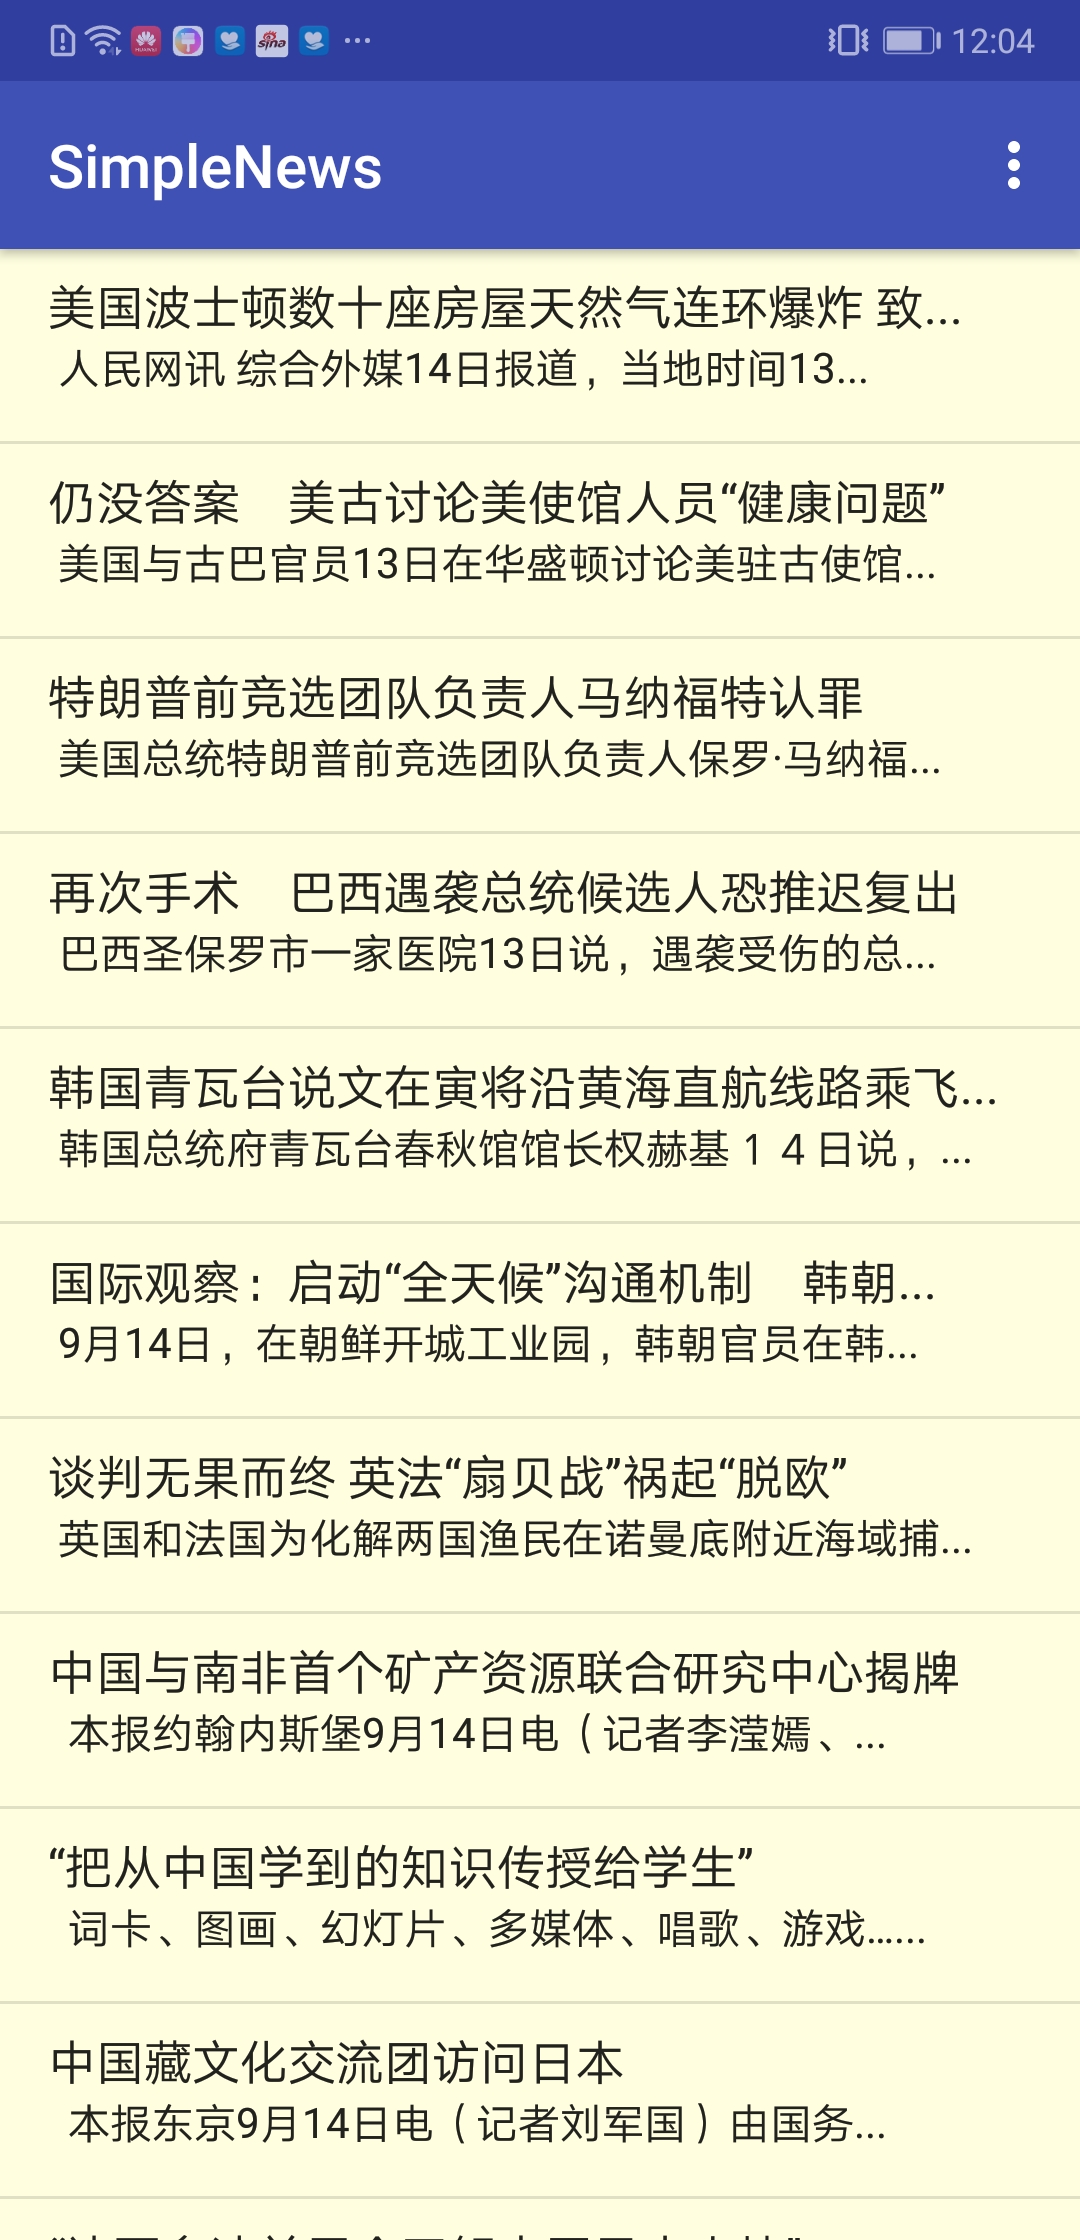 12:04
SimpleNews
美国波士顿数十座房屋天然气连环爆炸 致...
人民网讯 综合外媒14日报道，当地时间13...
仍没答案　美古讨论美使馆人员“健康问题”
美国与古巴官员13日在华盛顿讨论美驻古使馆...
特朗普前竞选团队负责人马纳福特认罪
美国总统特朗普前竞选团队负责人保罗·马纳福...
再次手术　巴西遇袭总统候选人恐推迟复出
巴西圣保罗市一家医院13日说，遇袭受伤的总...
韩国青瓦台说文在寅将沿黄海直航线路乘飞...
韩国总统府青瓦台春秋馆馆长权赫基１４日说，...
国际观察：启动“全天候”沟通机制　韩朝...
9月14日，在朝鲜开城工业园，韩朝官员在韩...
谈判无果而终 英法“扇贝战”祸起“脱欧”
英国和法国为化解两国渔民在诺曼底附近海域捕...
中国与南非首个矿产资源联合研究中心揭牌
本报约翰内斯堡9月14日电（记者李滢嫣、...
“把从中国学到的知识传授给学生”
词卡、图画、幻灯片、多媒体、唱歌、游戏…...
中国藏文化交流团访问日本
本报东京9月14日电（记者刘军国）由国务...